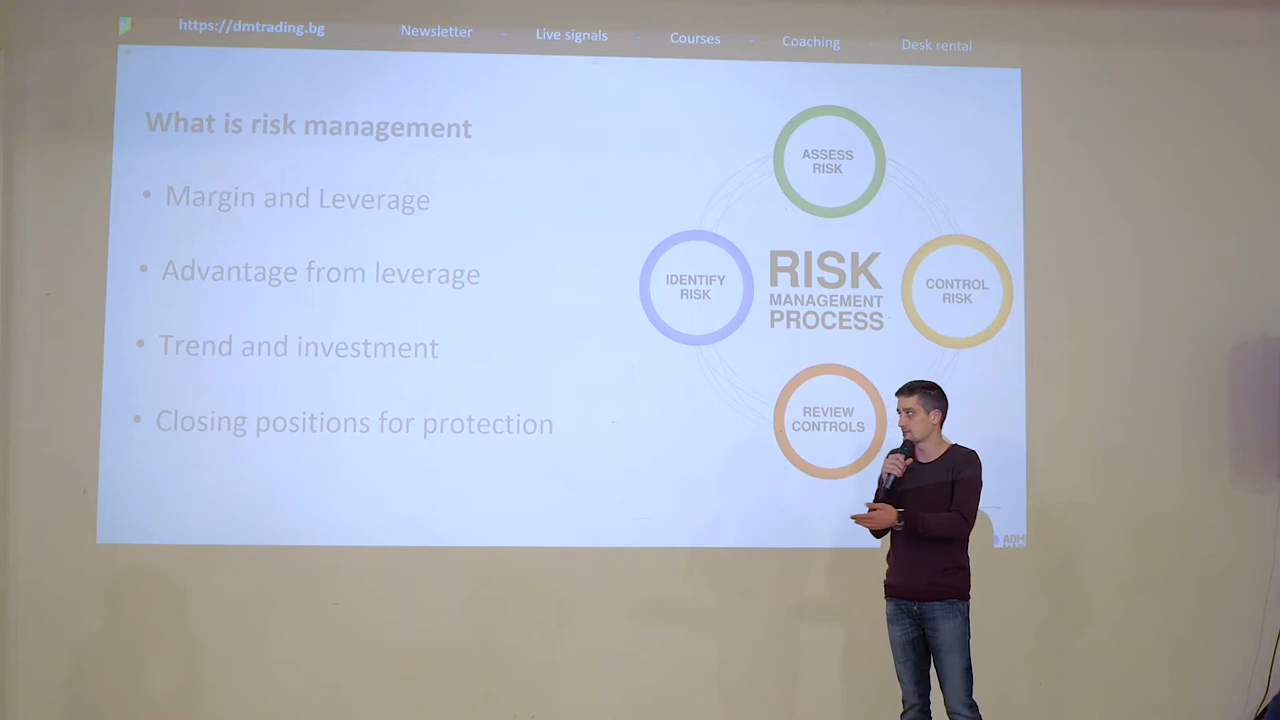 https://dmtrading.bg Newsletter - Live signals - Courses - Coaching - Desk rental
What is risk management
• Margin and Leverage
• Advantage from leverage
• Trend and investment
• Closing positions for protection
ASSESS
RISK
IDENTIFY
RISK
RISK
MANAGEMENT
PROCESS
CONTROL
RISK
REVIEW
CONTROLS